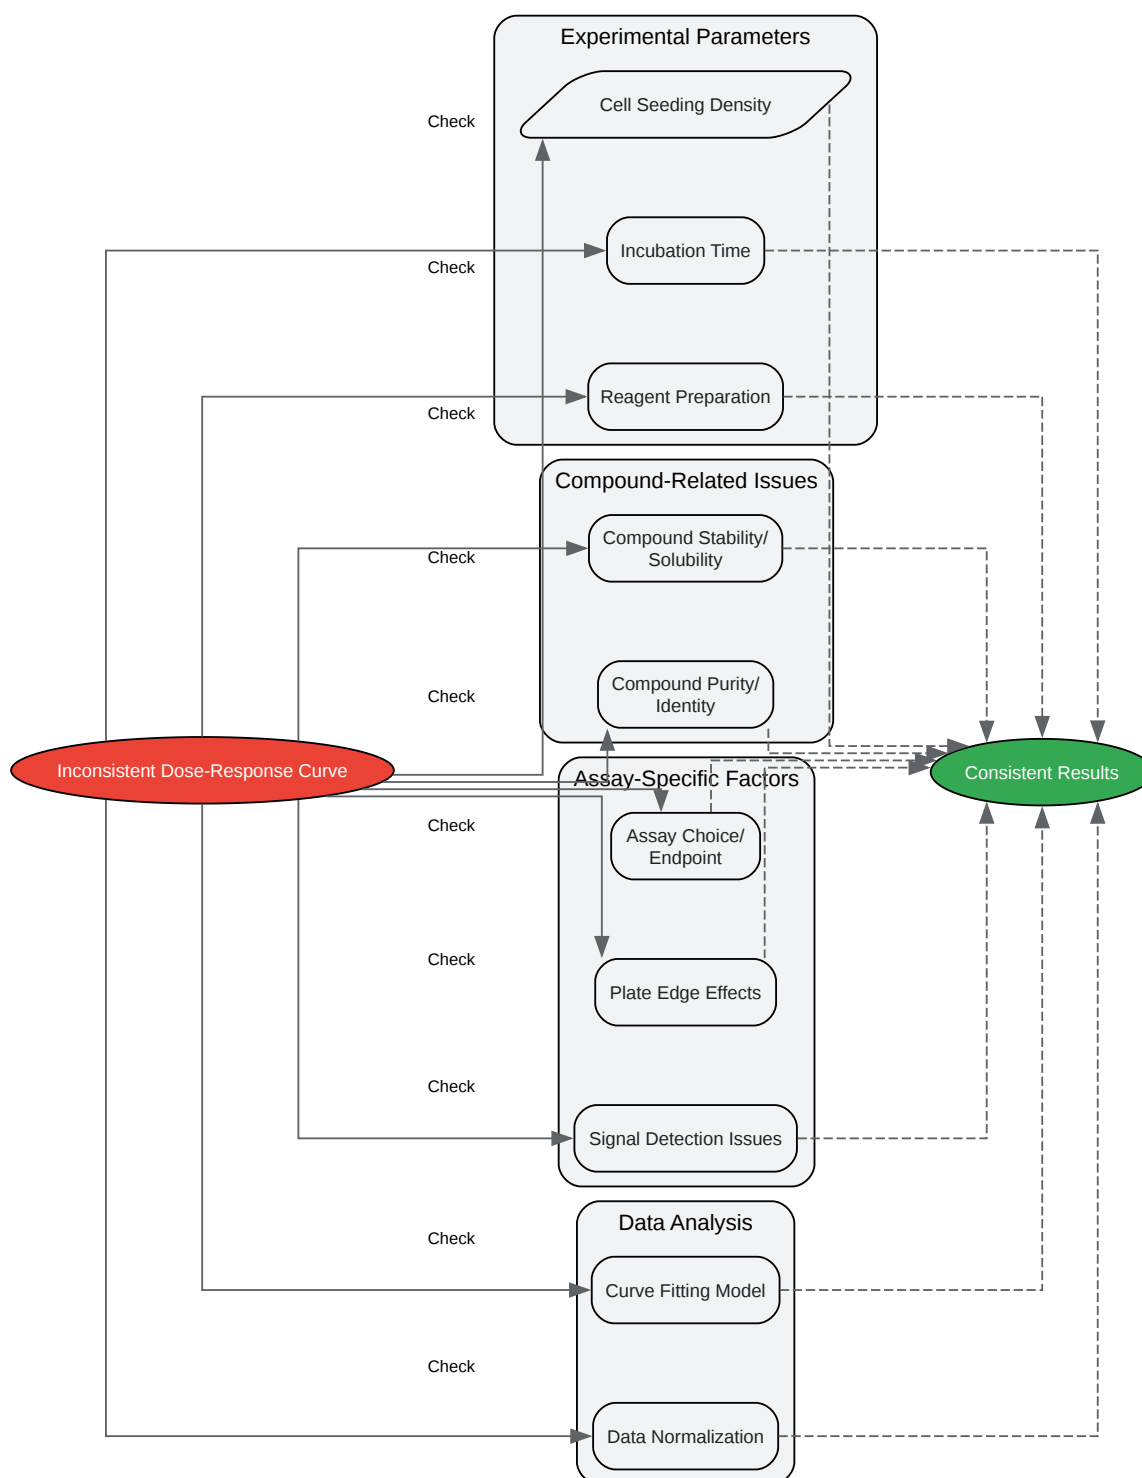 Experimental Parameters
Cell Seeding Density
Check
Incubation Time
Check
Reagent Preparation
Check
Compound-Related Issues
Compound Stability/
Solubility
Check
Compound Purity/
Identity
Check
Inconsistent Dose-Response Curve
Consistent Results
Assay-Specific Factors
Check
Assay Choice/
Endpoint
Check
Plate Edge Effects
Check
Signal Detection Issues
Data Analysis
Check
Curve Fitting Model
Check
Data Normalization